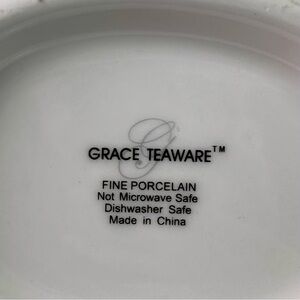 G
GRACE TEAWARE™
FINE PORCELAIN
Not Microwave Safe
Dishwasher Safe
Made in China